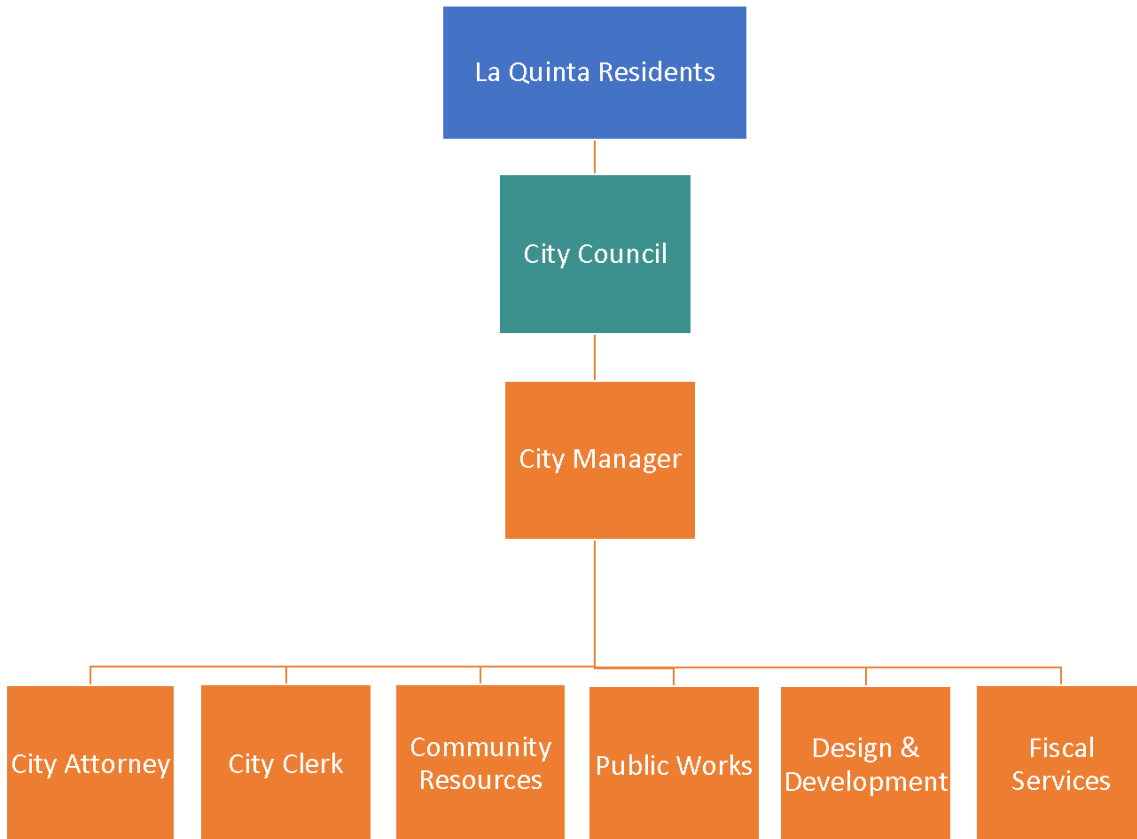 La Quinta Residents
City Council
City Manager
City Attorney
City Clerk
Community
Resources
Public Works
Design &
Development
Fiscal
Services